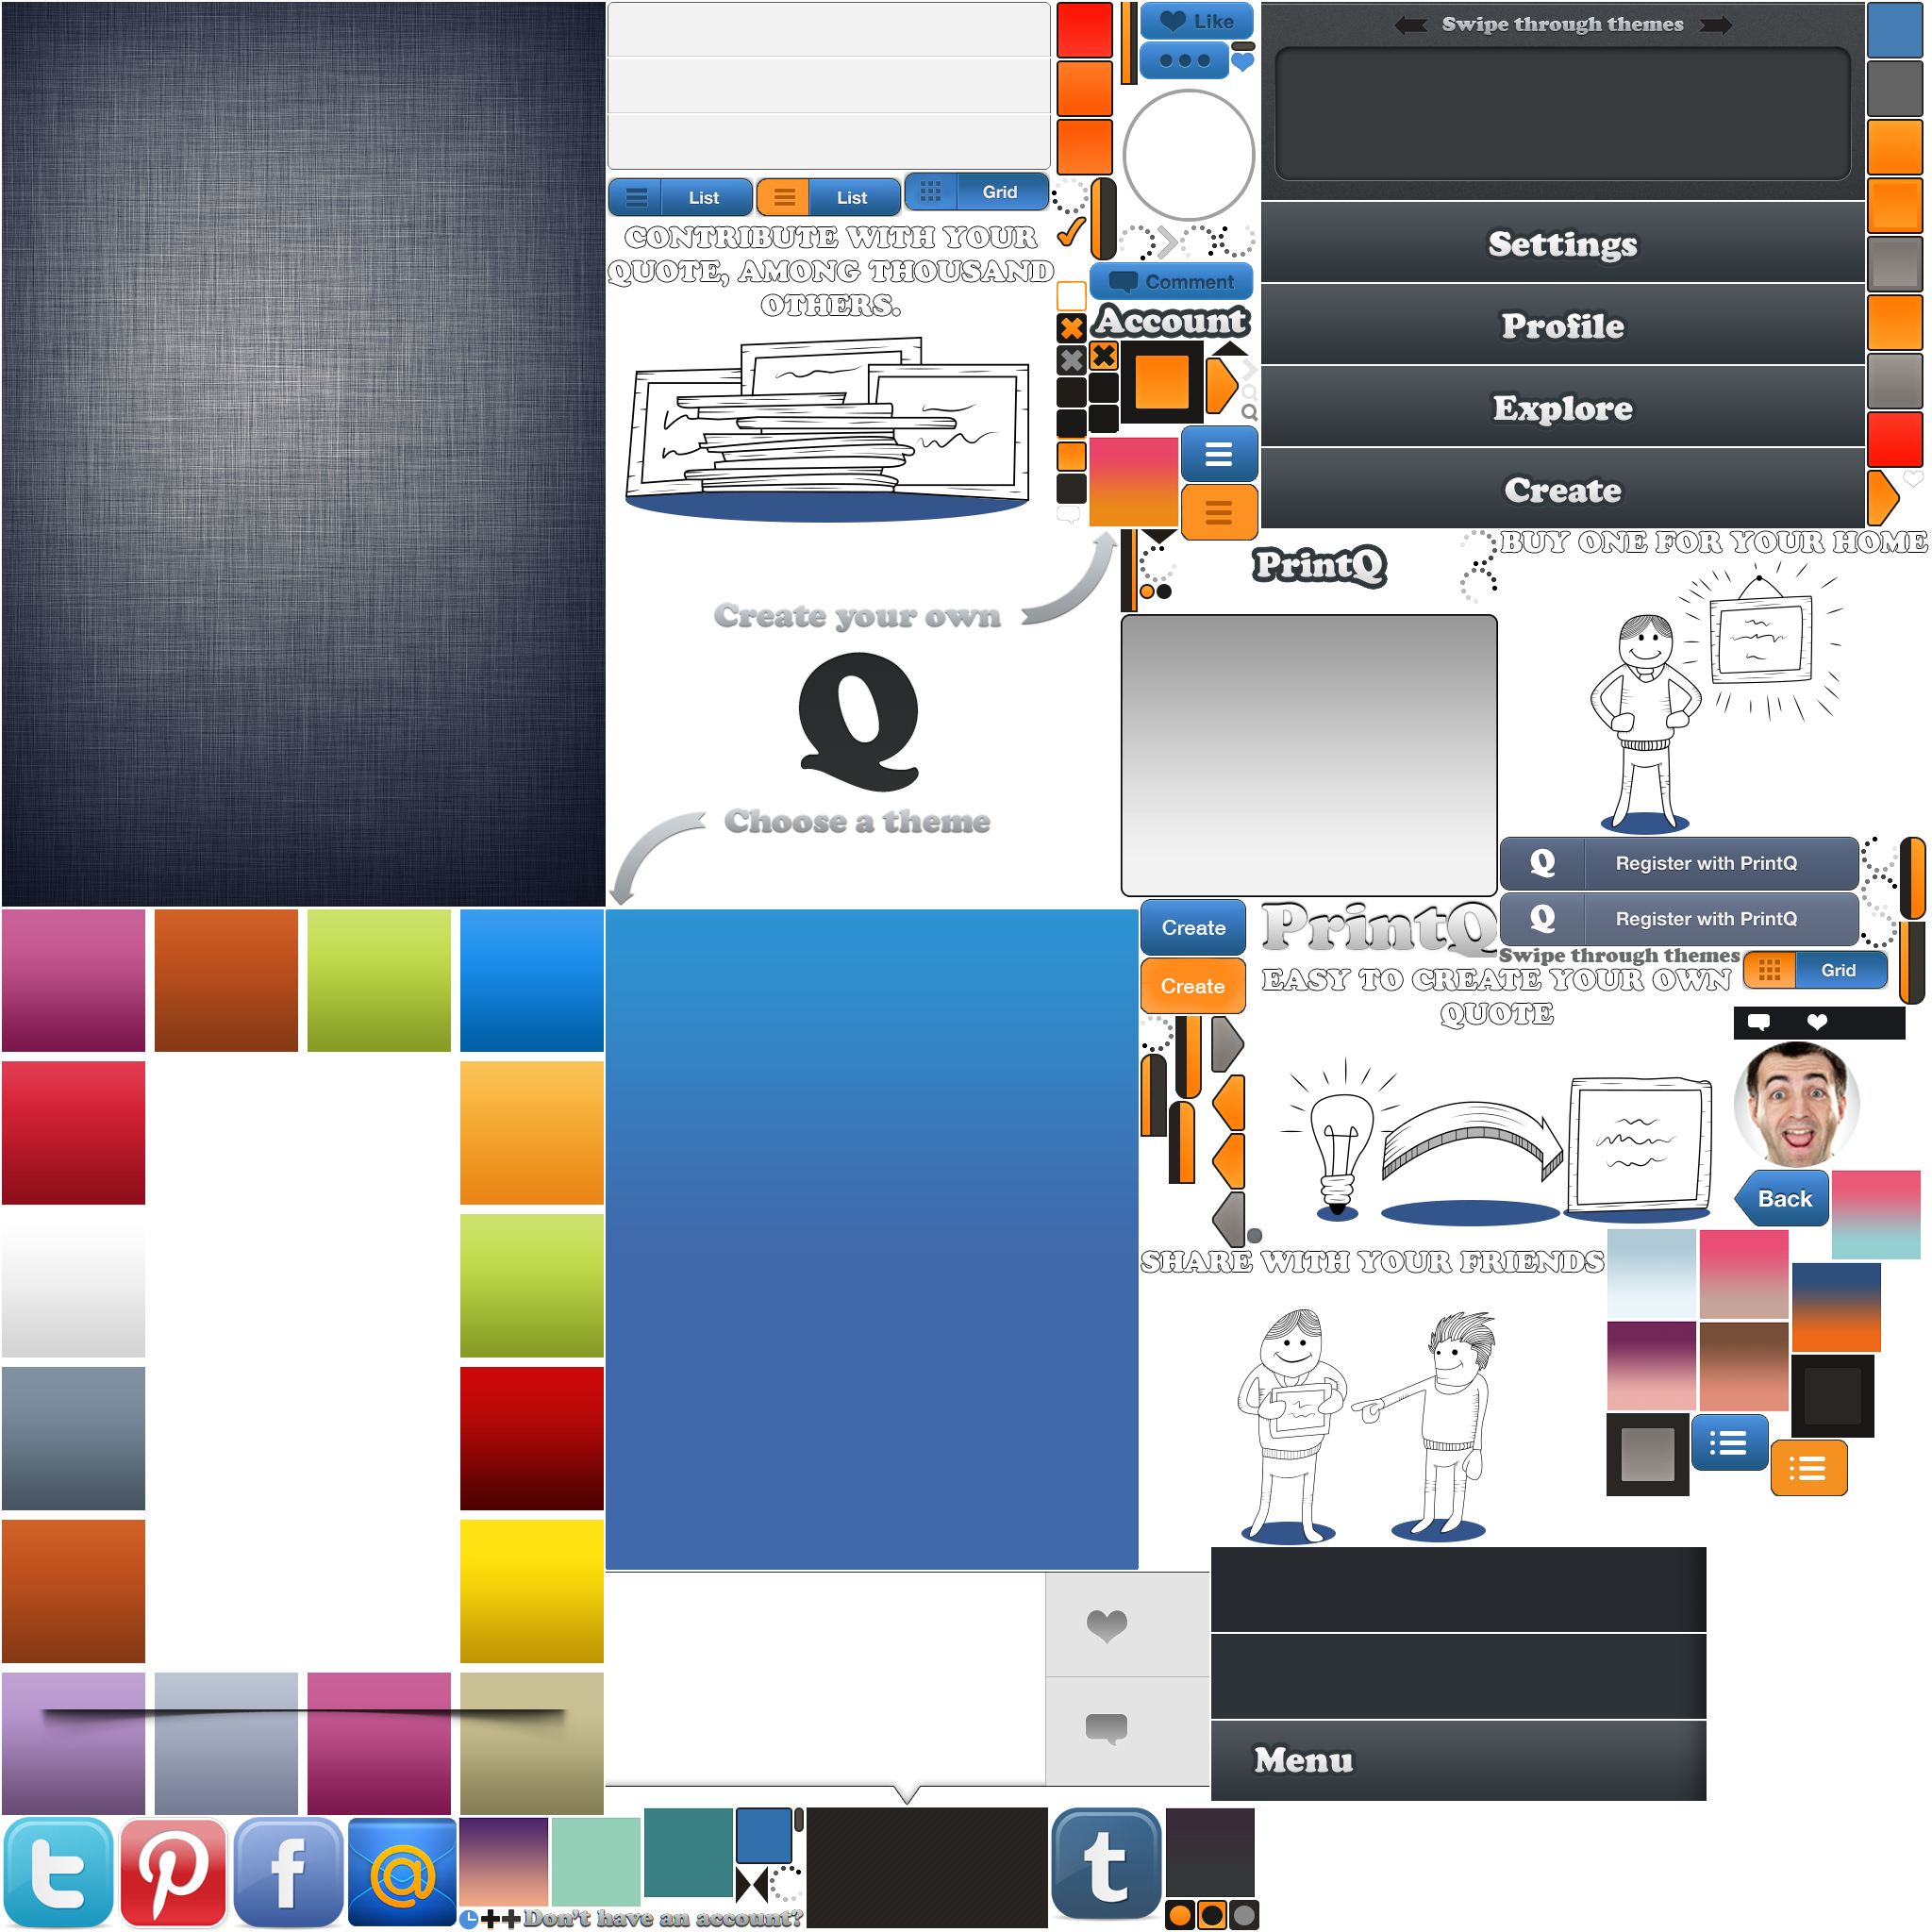 Like
Swipe through themes
List
List
Grid
CONTRIBUTE WITH YOUR
QUOTE, AMONG THOUSAND
OTHERS.
Comment
Account
Settings
Profile
Explore
Create
BUY ONE FOR YOUR HOME
PrintQ
Create your own
Q
Choose a theme
Q Register with PrintQ
Q Register with PrintQ
Create
PrintQ
Swipe through themes
Grid
Create
EASY TO CREATE YOUR OWN
QUOTE
Back
SHARE WITH YOUR FRIENDS
Menu
t
P
f
@
t
Don't have an account?